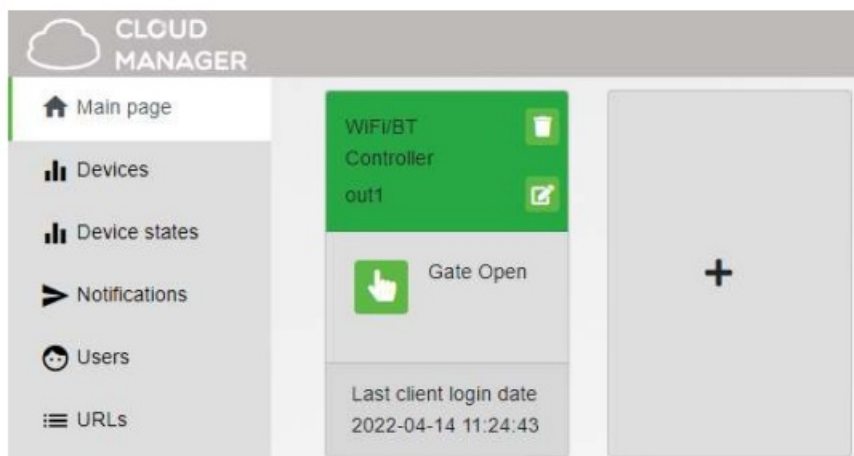 CLOUD
MANAGER
Main page
Devices
Device states
Notifications
Users
URLs
WiFi/BT
Controller
out1
Gate Open
Last client login date
2022-04-14 11:24:43